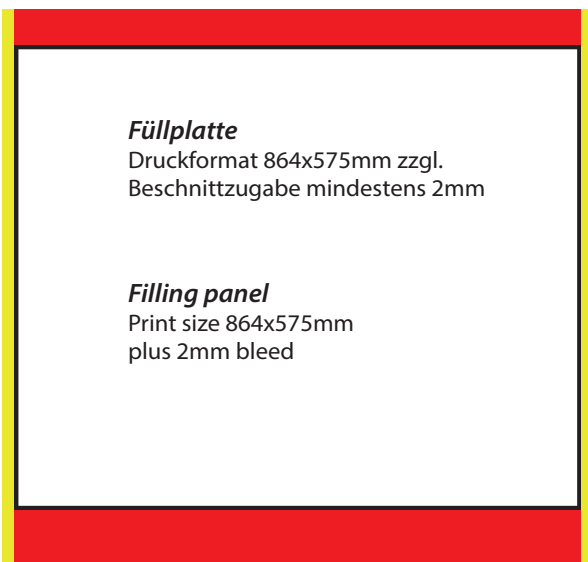 Füllplatte
Druckformat 864x575mm zzgl.
Beschnittzugabe mindestens 2mm
Filling panel
Print size 864x575mm
plus 2mm bleed